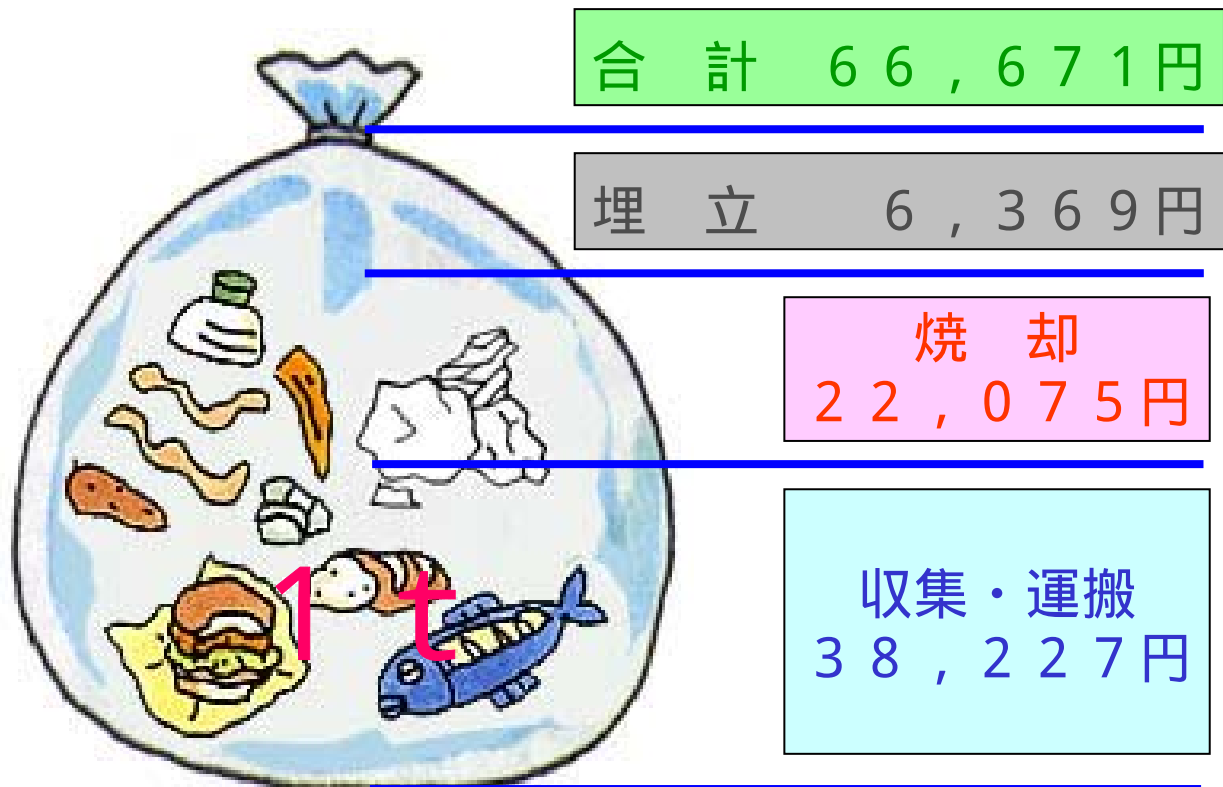 合　計　６６,６７１円
埋　立　６,３６９円
焼　却
２２,０７５円
収集・運搬
３８,２２７円
１ｔ